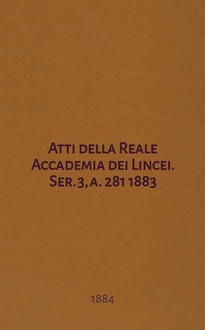 Atti della Reale
Accademia dei Lincei.
Ser. 3, a. 281 1883
1884